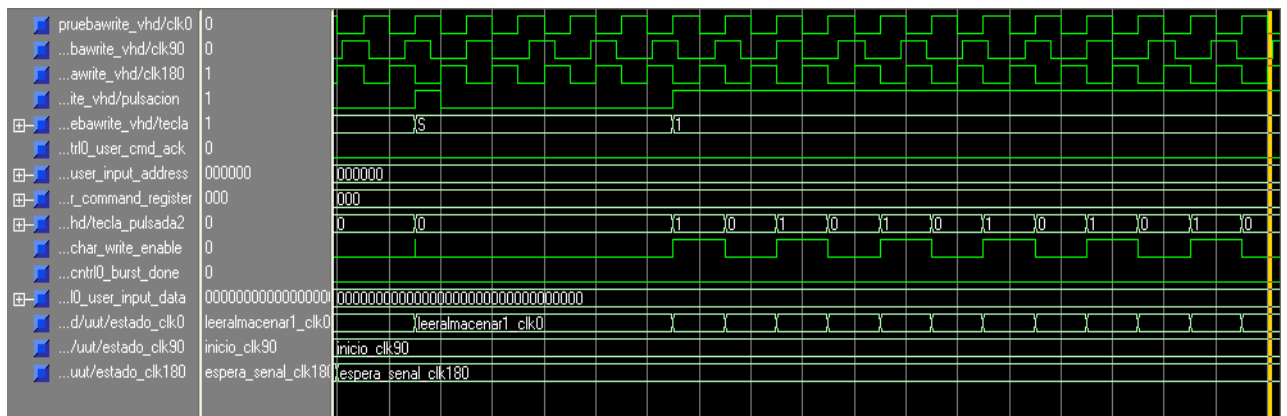 pruebawrite_vhd/clk0 0
...bawrite_vhd/clk90 0
...awrite_vhd/clk180 1
...ite_vhd/pulsacion 1
...ebawrite_vhd/tecla 1 S 1
...trl0_user_cmd_ack 0
...user_input_address 000000 000000
...r_command_register 000 000
...hd/tecla_pulsada2 0 0 0 1 0 1 0 1 0 1 0 1 0 1 0
...char_write_enable 0
...cntrl0_burst_done 0
...l0_user_input_data 0000000000000000 00000000000000000000000000000000
...d/uut/estado_clk0 leeralmacenar1_clk0 leeralmacenar1_clk0
.../uut/estado_clk90 inicio_clk90 inicio_clk90
...uut/estado_clk180 espera_senal_clk180 espera_senal_clk180